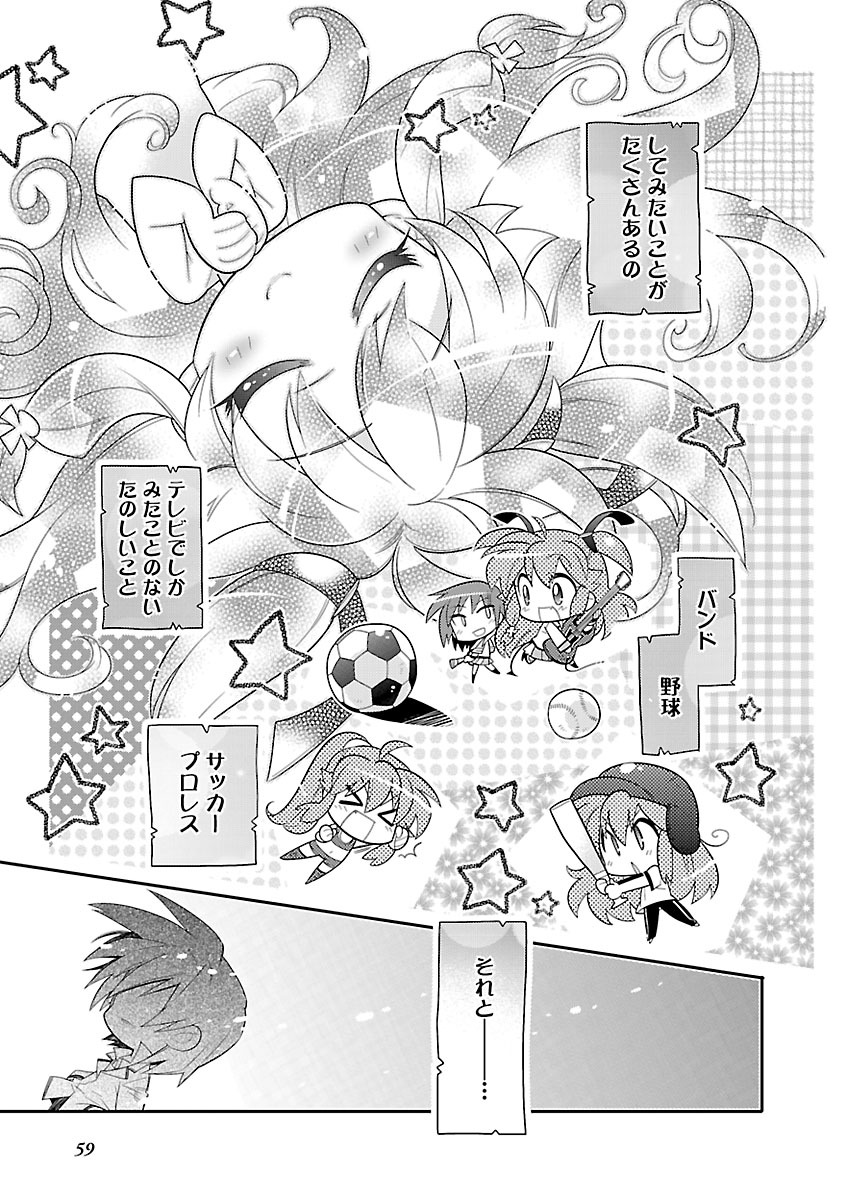 してみたいことが
たくさんあるの
テレビでしか
みたことのない
たのしいこと
バンド
野球
サッカー
プロレス
それと――…
59